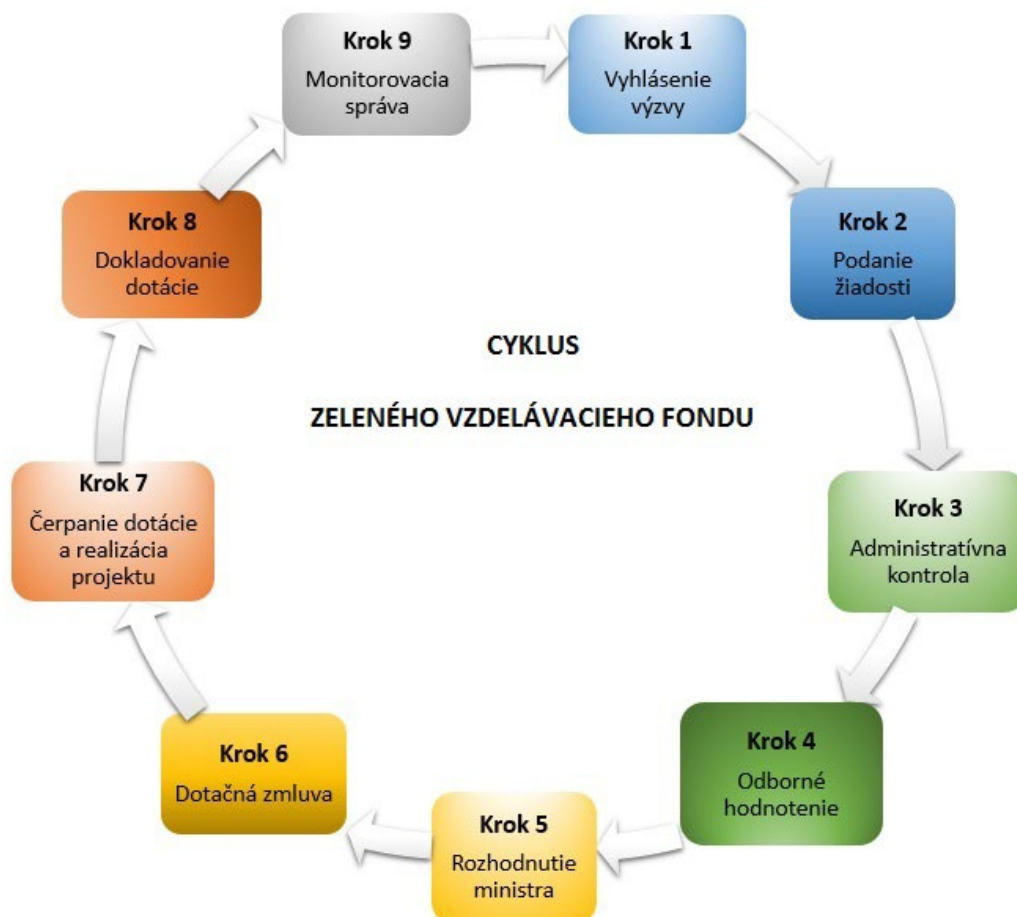 Krok 1
Vyhlásenie
výzvy
Krok 2
Podanie
žiadosti
Krok 3
Administratívna
kontrola
Krok 4
Odborné
hodnotenie
Krok 5
Rozhodnutie
ministra
Krok 6
Dotačná zmluva
Krok 7
Čerpanie dotácie
a realizácia
projektu
Krok 8
Dokladovanie
dotácie
Krok 9
Monitorovacia
správa
CYKLUS
ZELENÉHO VZDELÁVACIEHO FONDU